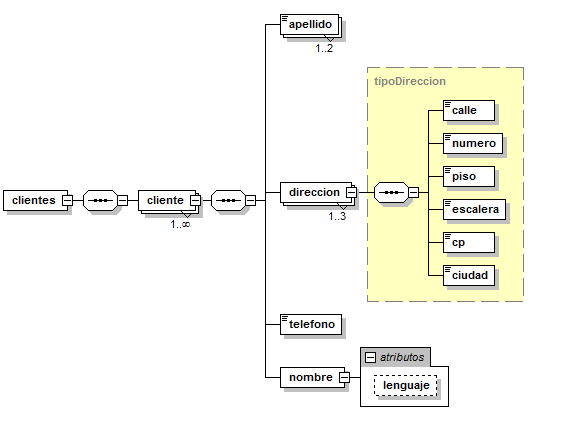 apellido
1..2
tipoDireccion
calle
numero
piso
clientes
cliente
1..∞
direccion
1..3
escalera
cp
ciudad
telefono
nombre
atributos
lenguaje